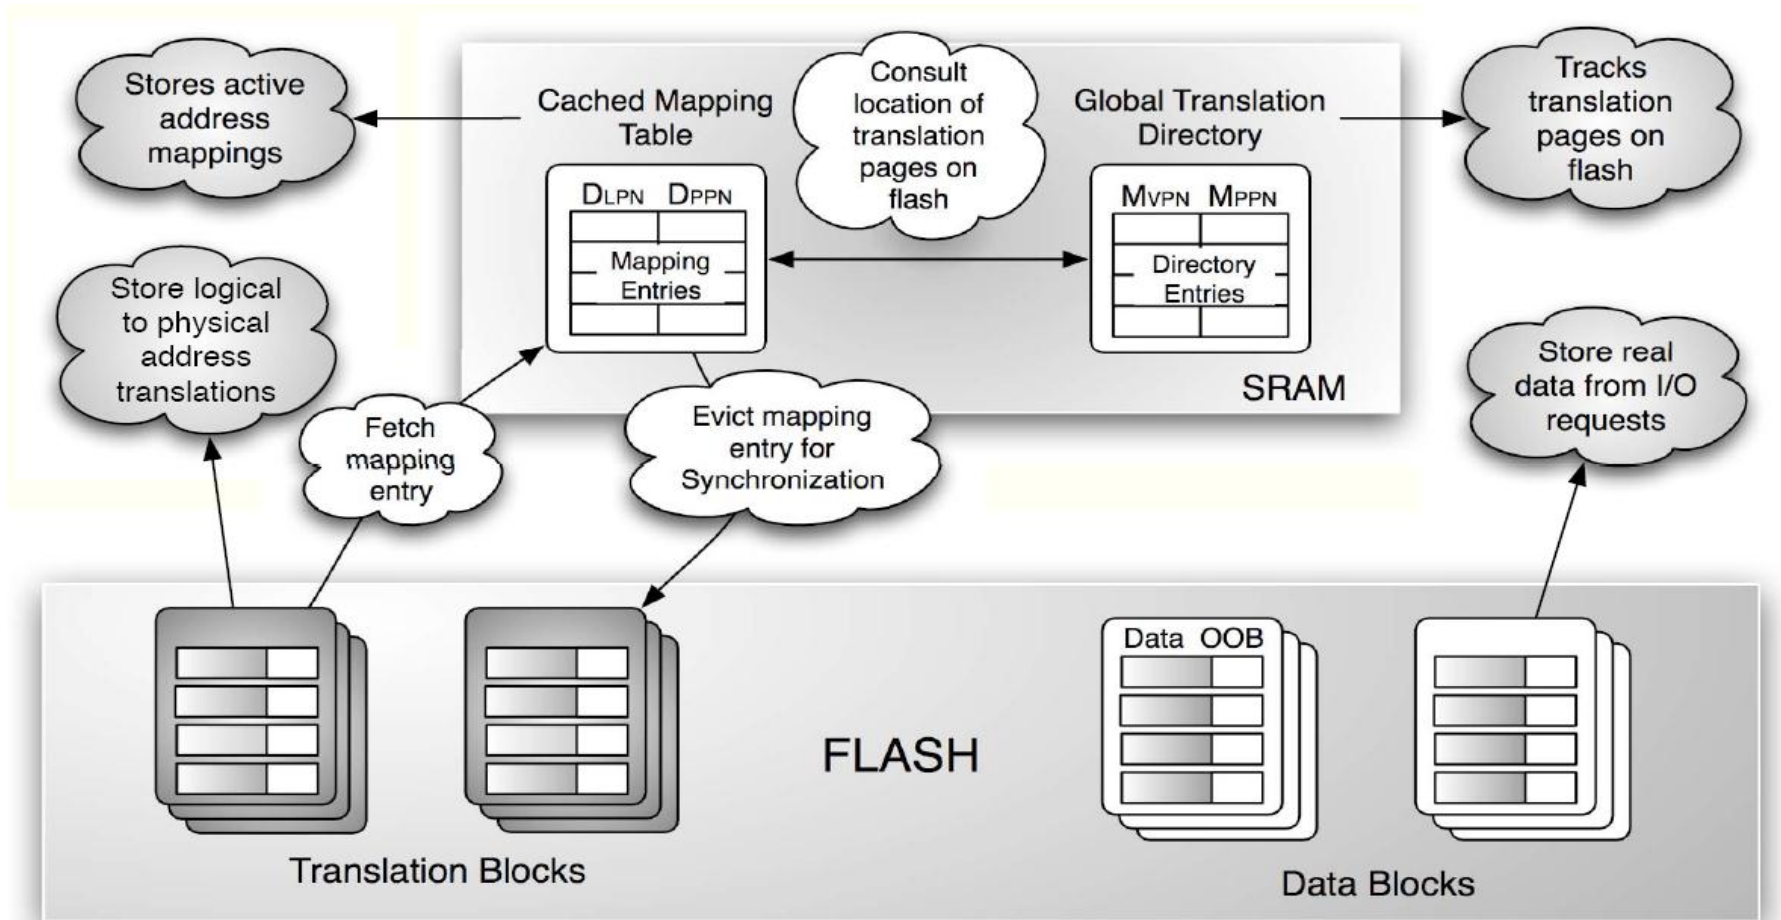 Stores active
address
mappings
Cached Mapping
Table
Consult
location of
translation
pages on
flash
Global Translation
Directory
Tracks
translation
pages on
flash
DLPN DPPN
Mapping
Entries
MVPN MPPN
Directory
Entries
SRAM
Store logical
to physical
address
translations
Fetch
mapping
entry
Evict mapping
entry for
Synchronization
Store real
data from I/O
requests
Data OOB
FLASH
Translation Blocks
Data Blocks